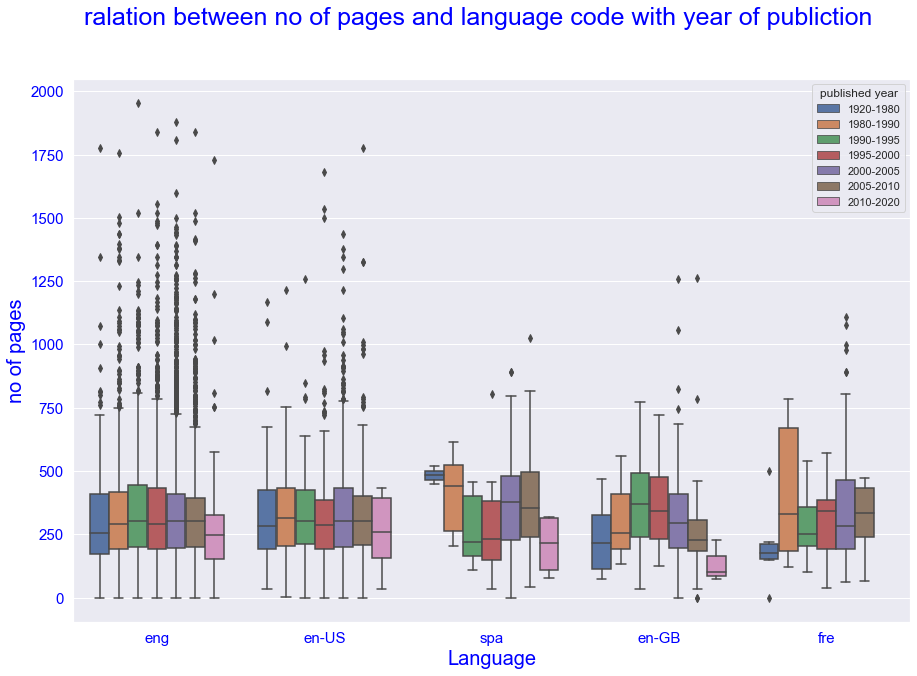 ralation between no of pages and language code with year of publiction
published year
1920-1980
1980-1990
1990-1995
1995-2000
2000-2005
2005-2010
2010-2020
no of pages
2000
1750
1500
1250
1000
750
500
250
0
eng
en-US
spa
en-GB
fre
Language